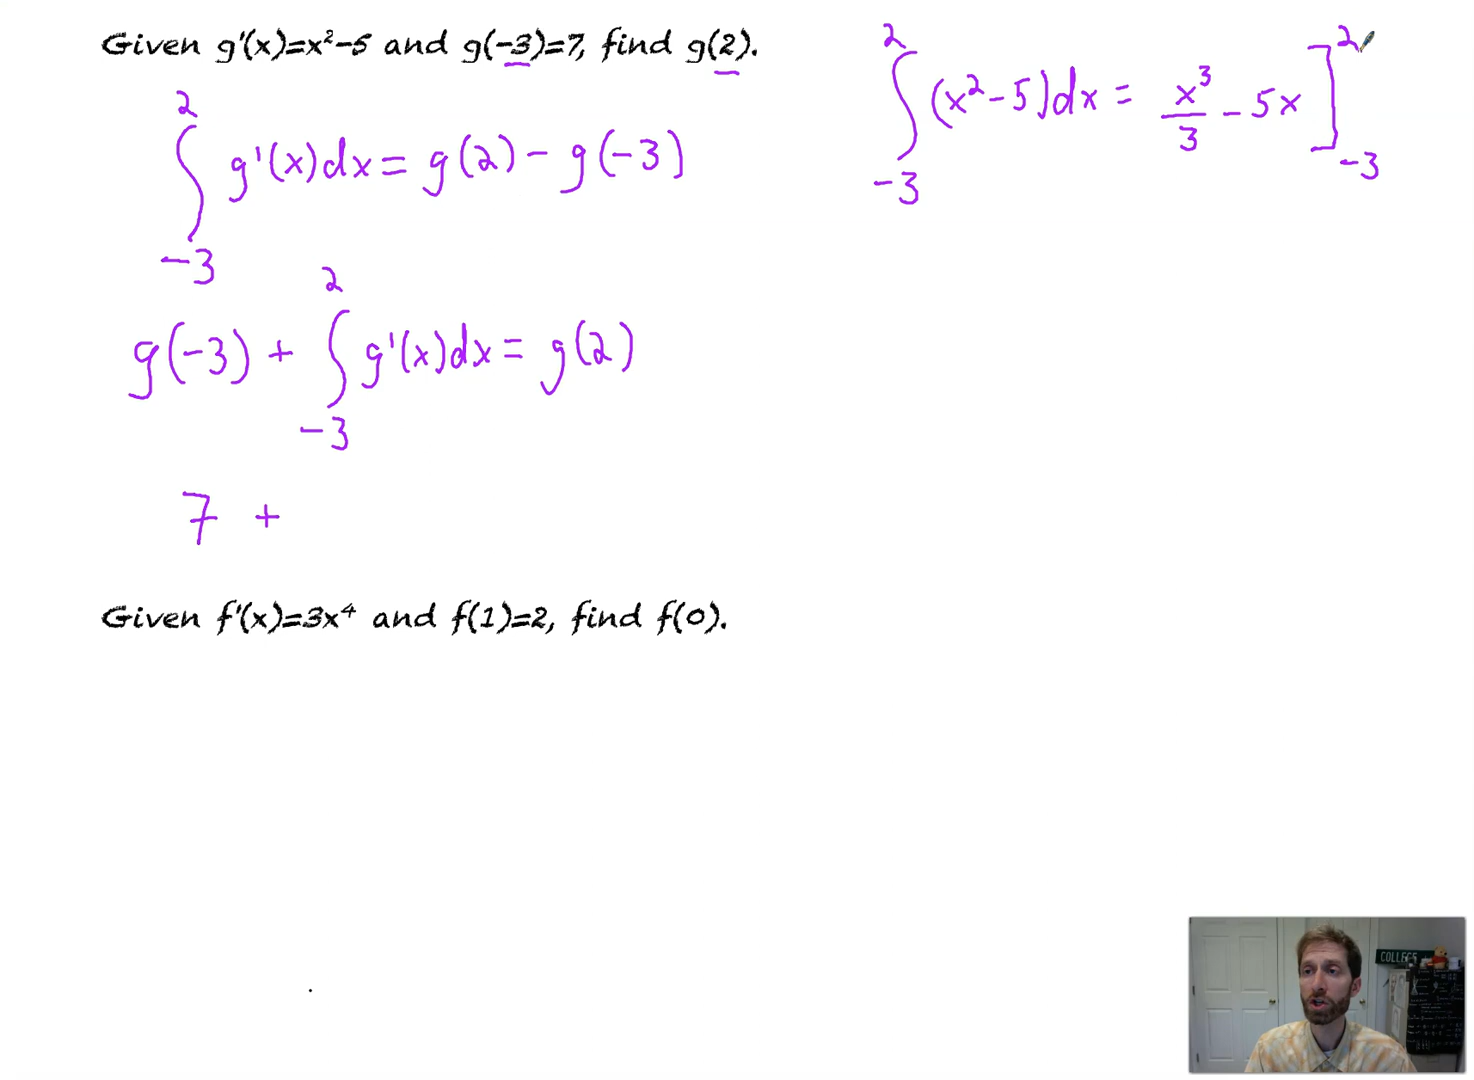 Given g'(x)=x²-5 and g(-3)=7, find g(2).
∫₋₃² g'(x)dx = g(2) - g(-3)
g(-3) + ∫₋₃² g'(x)dx = g(2)
7 +
∫₋₃² (x²-5)dx = x³/3 - 5x]₋₃²
Given f'(x)=3x⁴ and f(1)=2, find f(0).
COLLEGE